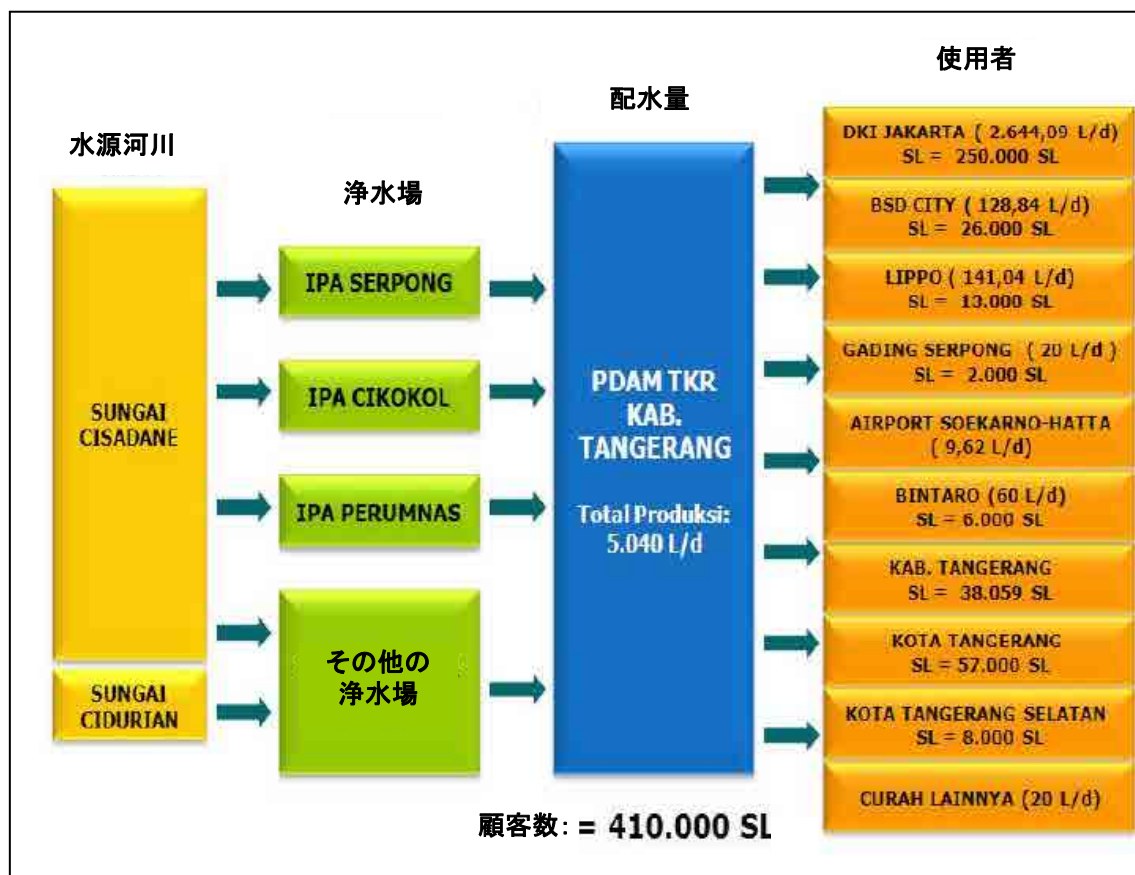 水源河川
SUNGAI
CISADANE
SUNGAI
CIDURIAN
浄水場
IPA SERPONG
IPA CIKOKOL
IPA PERUMNAS
その他の
浄水場
配水量
PDAM TKR
KAB.
TANGERANG
Total Produksi:
5.040 L/d
使用者
DKI JAKARTA ( 2.644,09 L/d)
SL = 250.000 SL
BSD CITY ( 128,84 L/d)
SL = 26.000 SL
LIPPO ( 141,04 L/d)
SL = 13.000 SL
GADING SERPONG ( 20 L/d )
SL = 2.000 SL
AIRPORT SOEKARNO-HATTA
( 9,62 L/d)
BINTARO (60 L/d)
SL = 6.000 SL
KAB. TANGERANG
SL = 38.059 SL
KOTA TANGERANG
SL = 57.000 SL
KOTA TANGERANG SELATAN
SL = 8.000 SL
CURAH LAINNYA (20 L/d)
顧客数: = 410.000 SL